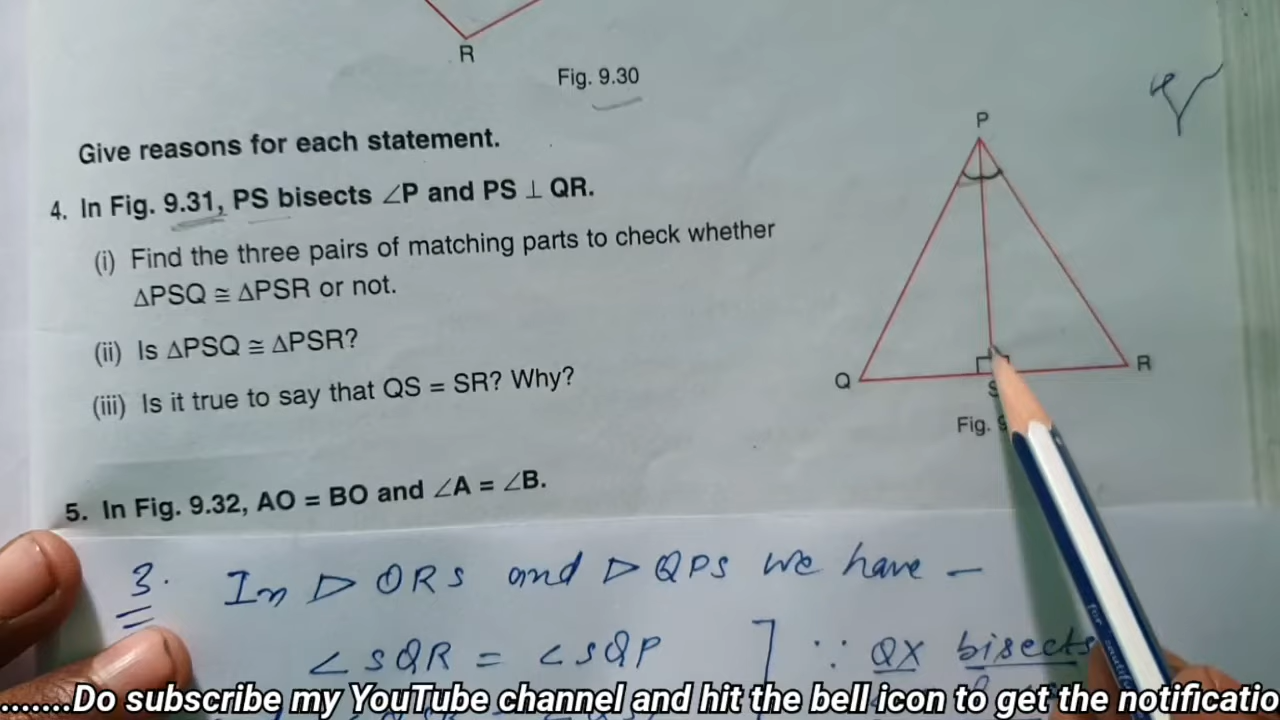 R
Fig. 9.30
Give reasons for each statement.
4. In Fig. 9.31, PS bisects ∠P and PS ⊥ QR.
(i) Find the three pairs of matching parts to check whether
ΔPSQ ≅ ΔPSR or not.
(ii) Is ΔPSQ ≅ ΔPSR?
(iii) Is it true to say that QS = SR? Why?
P
Q
R
S
Fig.
5. In Fig. 9.32, AO = BO and ∠A = ∠B.
3. In Δ QRS and Δ QPS we have –
∠SQR = ∠SQP ] ∵ QX bisects
.......Do subscribe my YouTube channel and hit the bell icon to get the notificatio